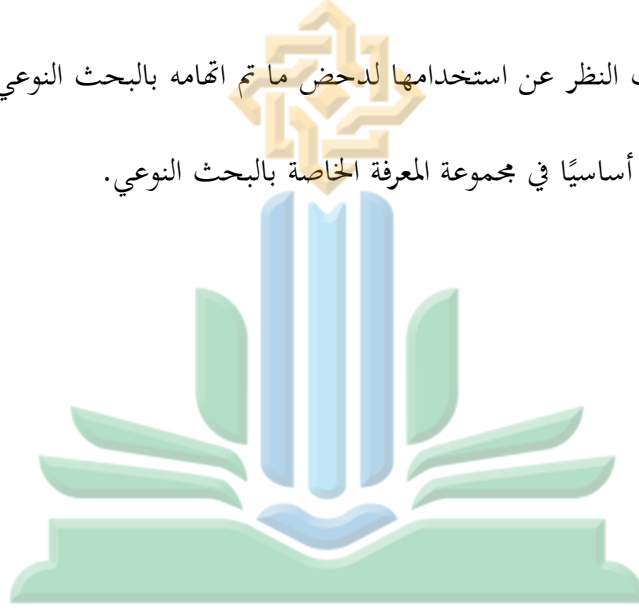 النظر عن استخدامها لدحض ما تم اتهامه بالبحث النوعي
أساسيًا في مجموعة المعرفة الخاصة بالبحث النوعي.